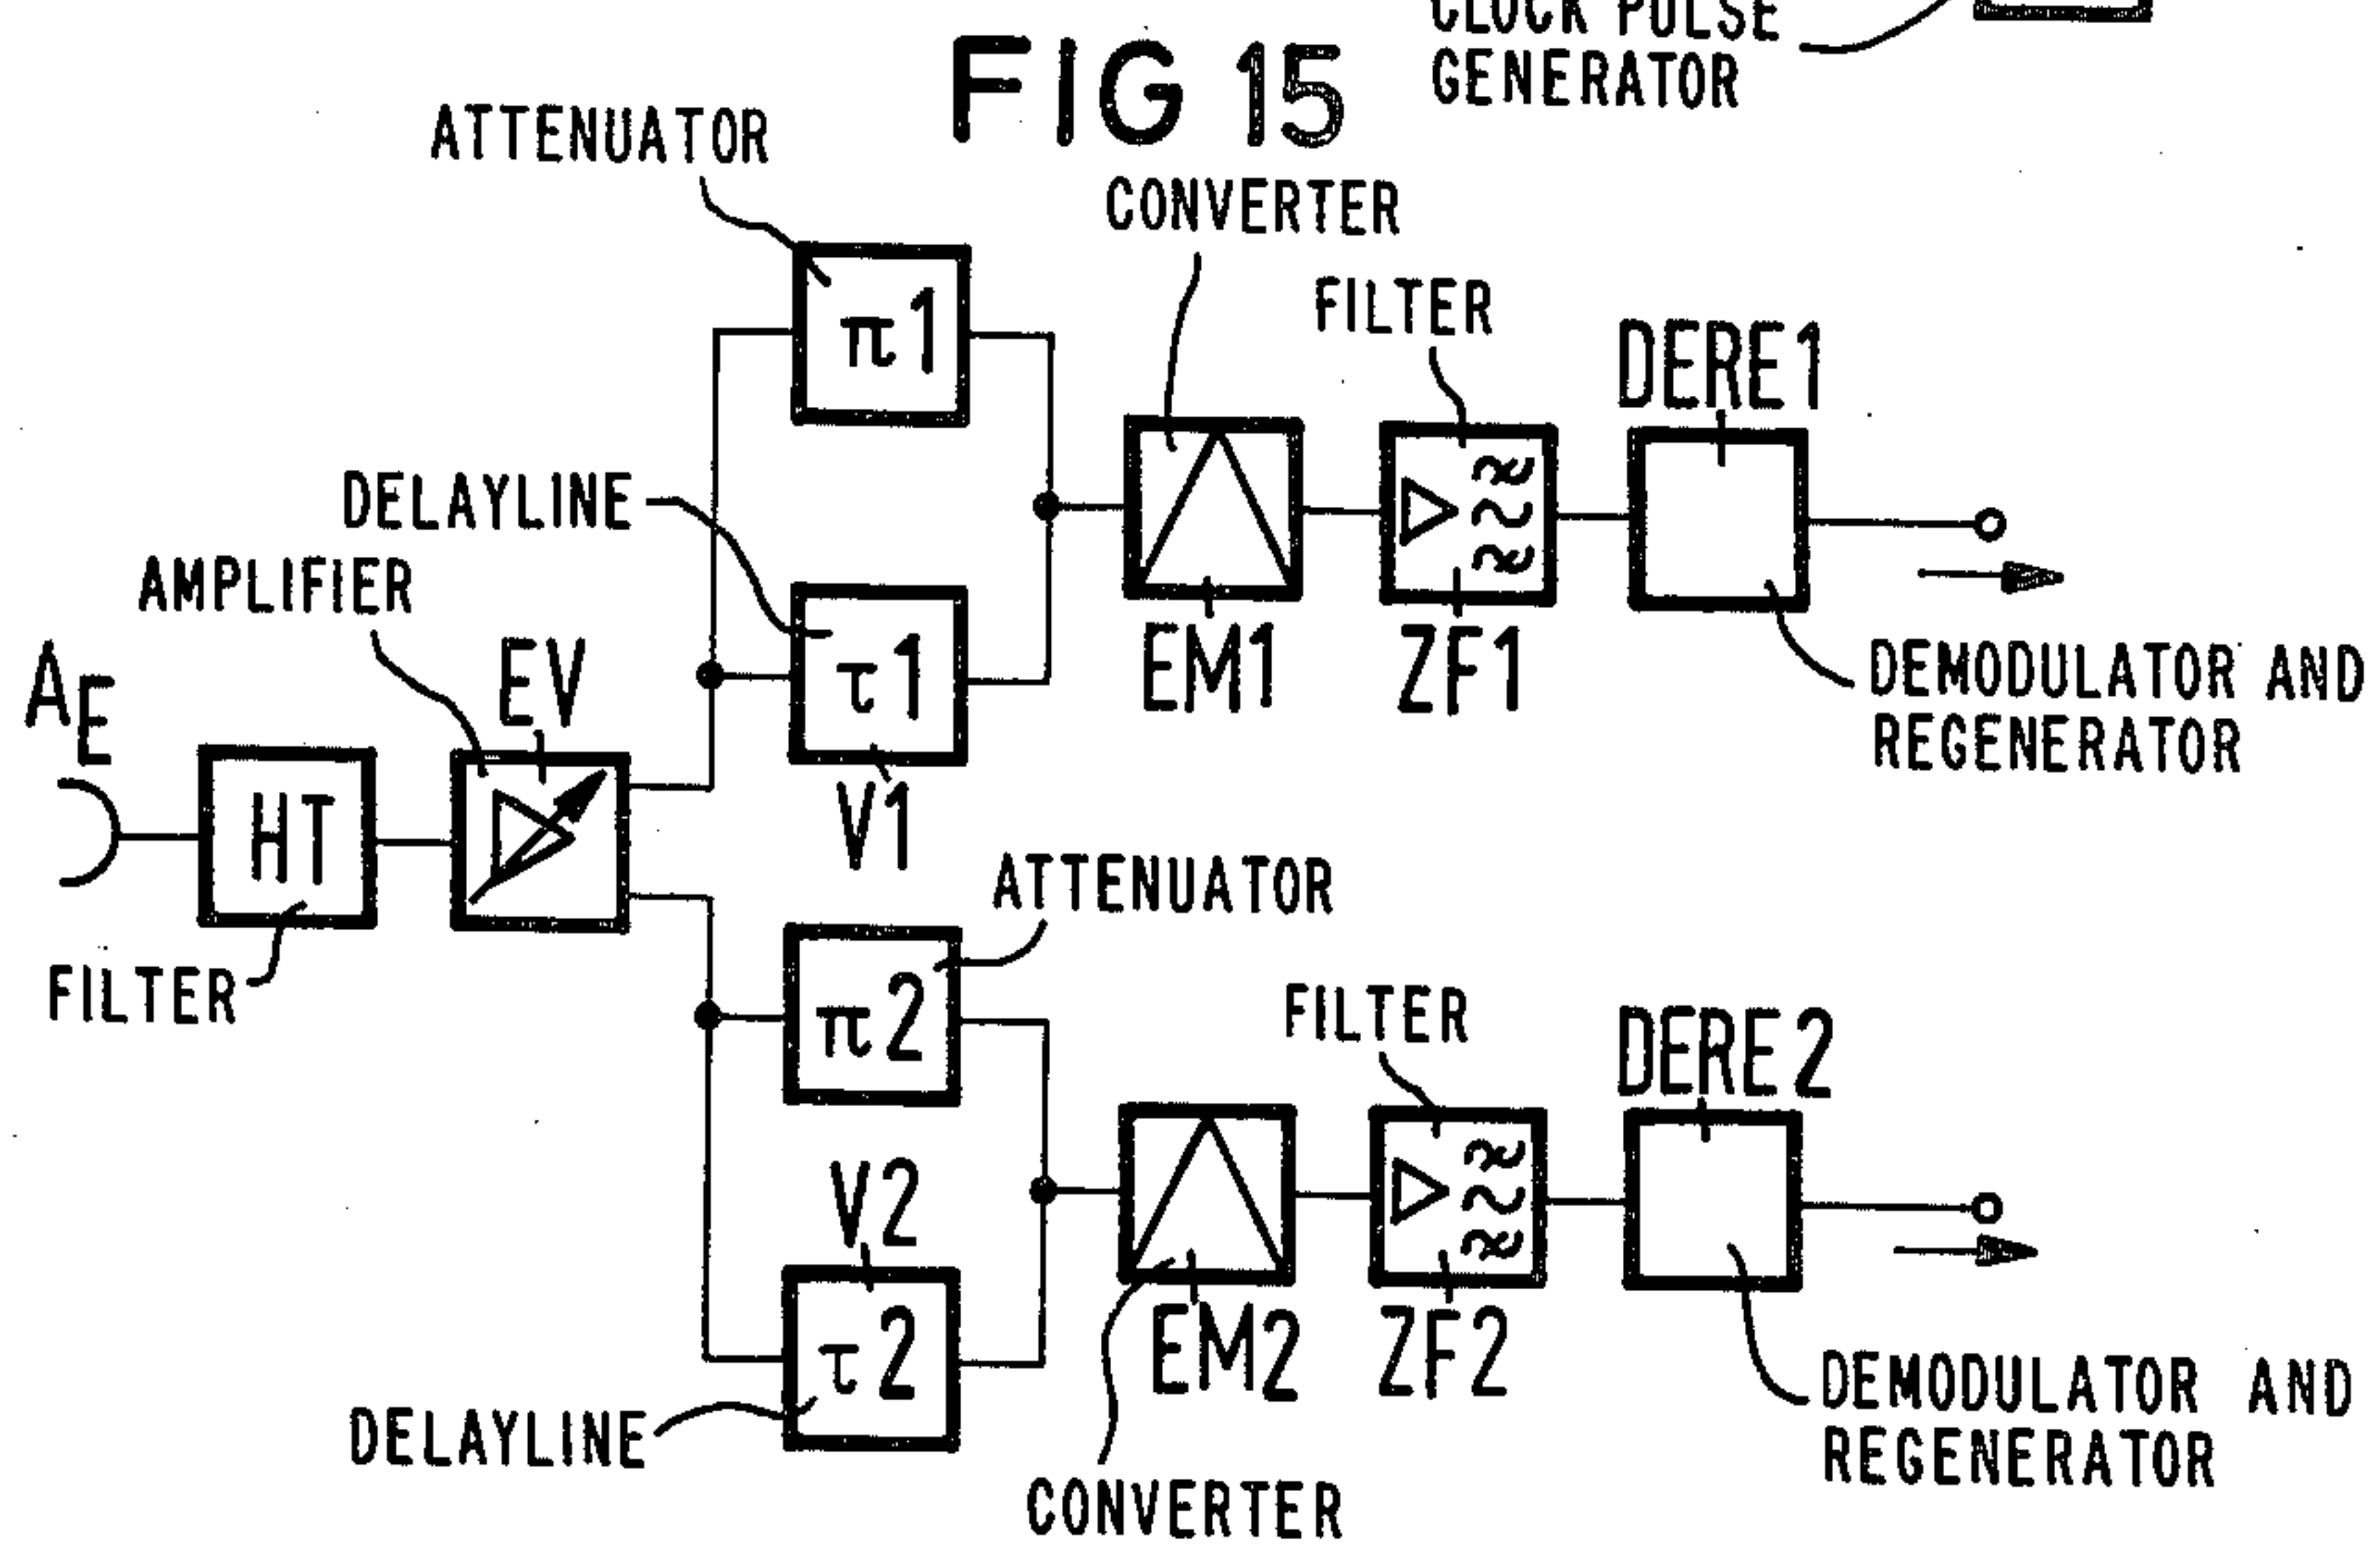 CLOCK PULSE
GENERATOR
FIG 15
ATTENUATOR
CONVERTER
FILTER
π1
DERE1
DELAYLINE
AMPLIFIER
τ1
EM1
ZF1
DEMODULATOR AND
REGENERATOR
AE
EV
V1
HT
ATTENUATOR
FILTER
π2
FILTER
DERE2
V2
τ2
EM2
ZF2
DEMODULATOR AND
REGENERATOR
DELAYLINE
CONVERTER